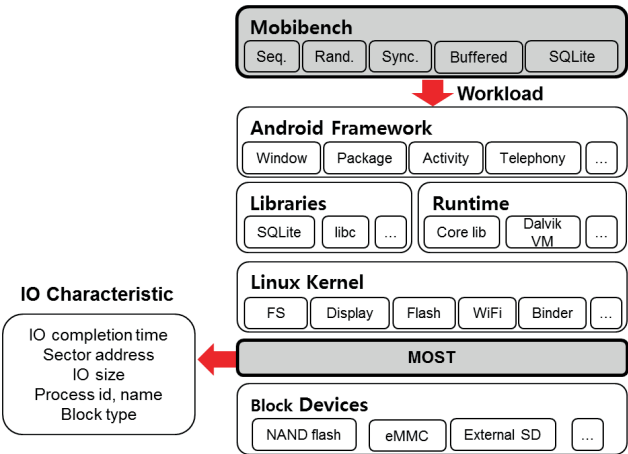 Mobibench
Seq. Rand. Sync. Buffered SQLite
Workload
Android Framework
Window Package Activity Telephony ...
Libraries
SQLite libc ...
Runtime
Core lib Dalvik
VM ...
Linux Kernel
FS Display Flash WiFi Binder ...
MOST
IO Characteristic
IO completion time
Sector address
IO size
Process id, name
Block type
Block Devices
NAND flash eMMC External SD ...